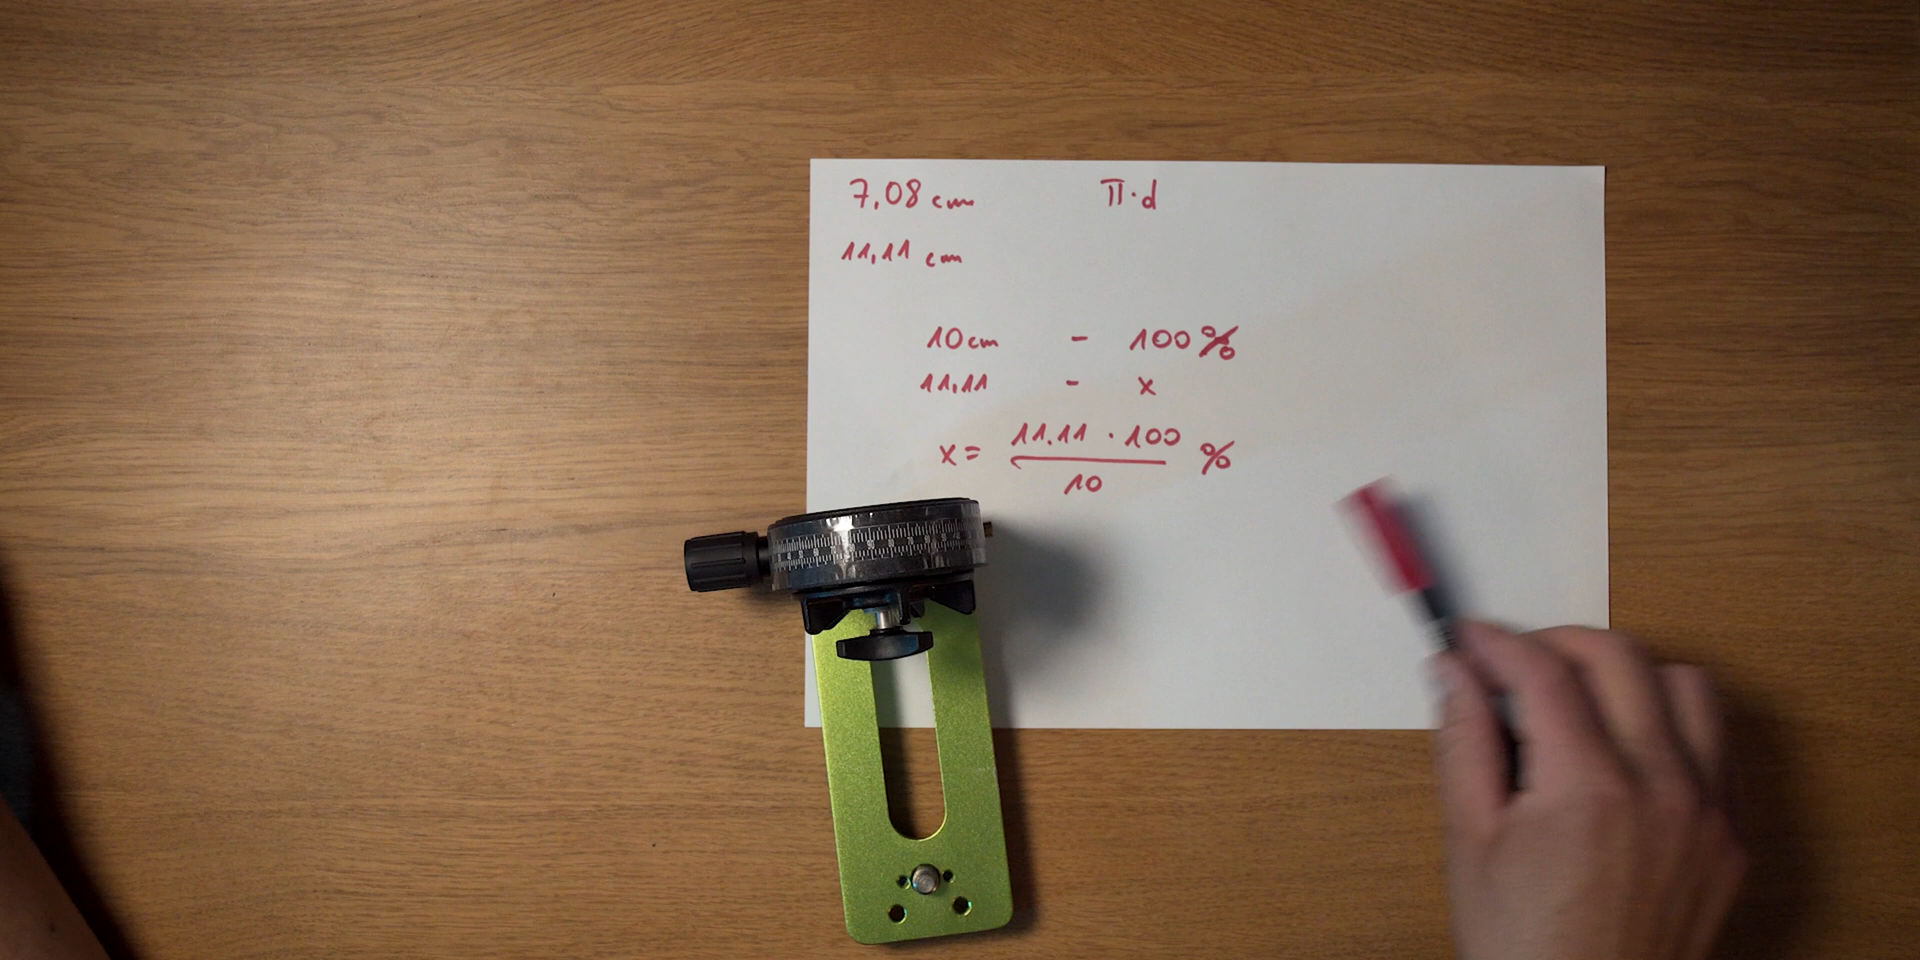 7,08 cm π·d
11,11 cm
10cm - 100%
11.11 - x
x = 11.11 · 100 %
10